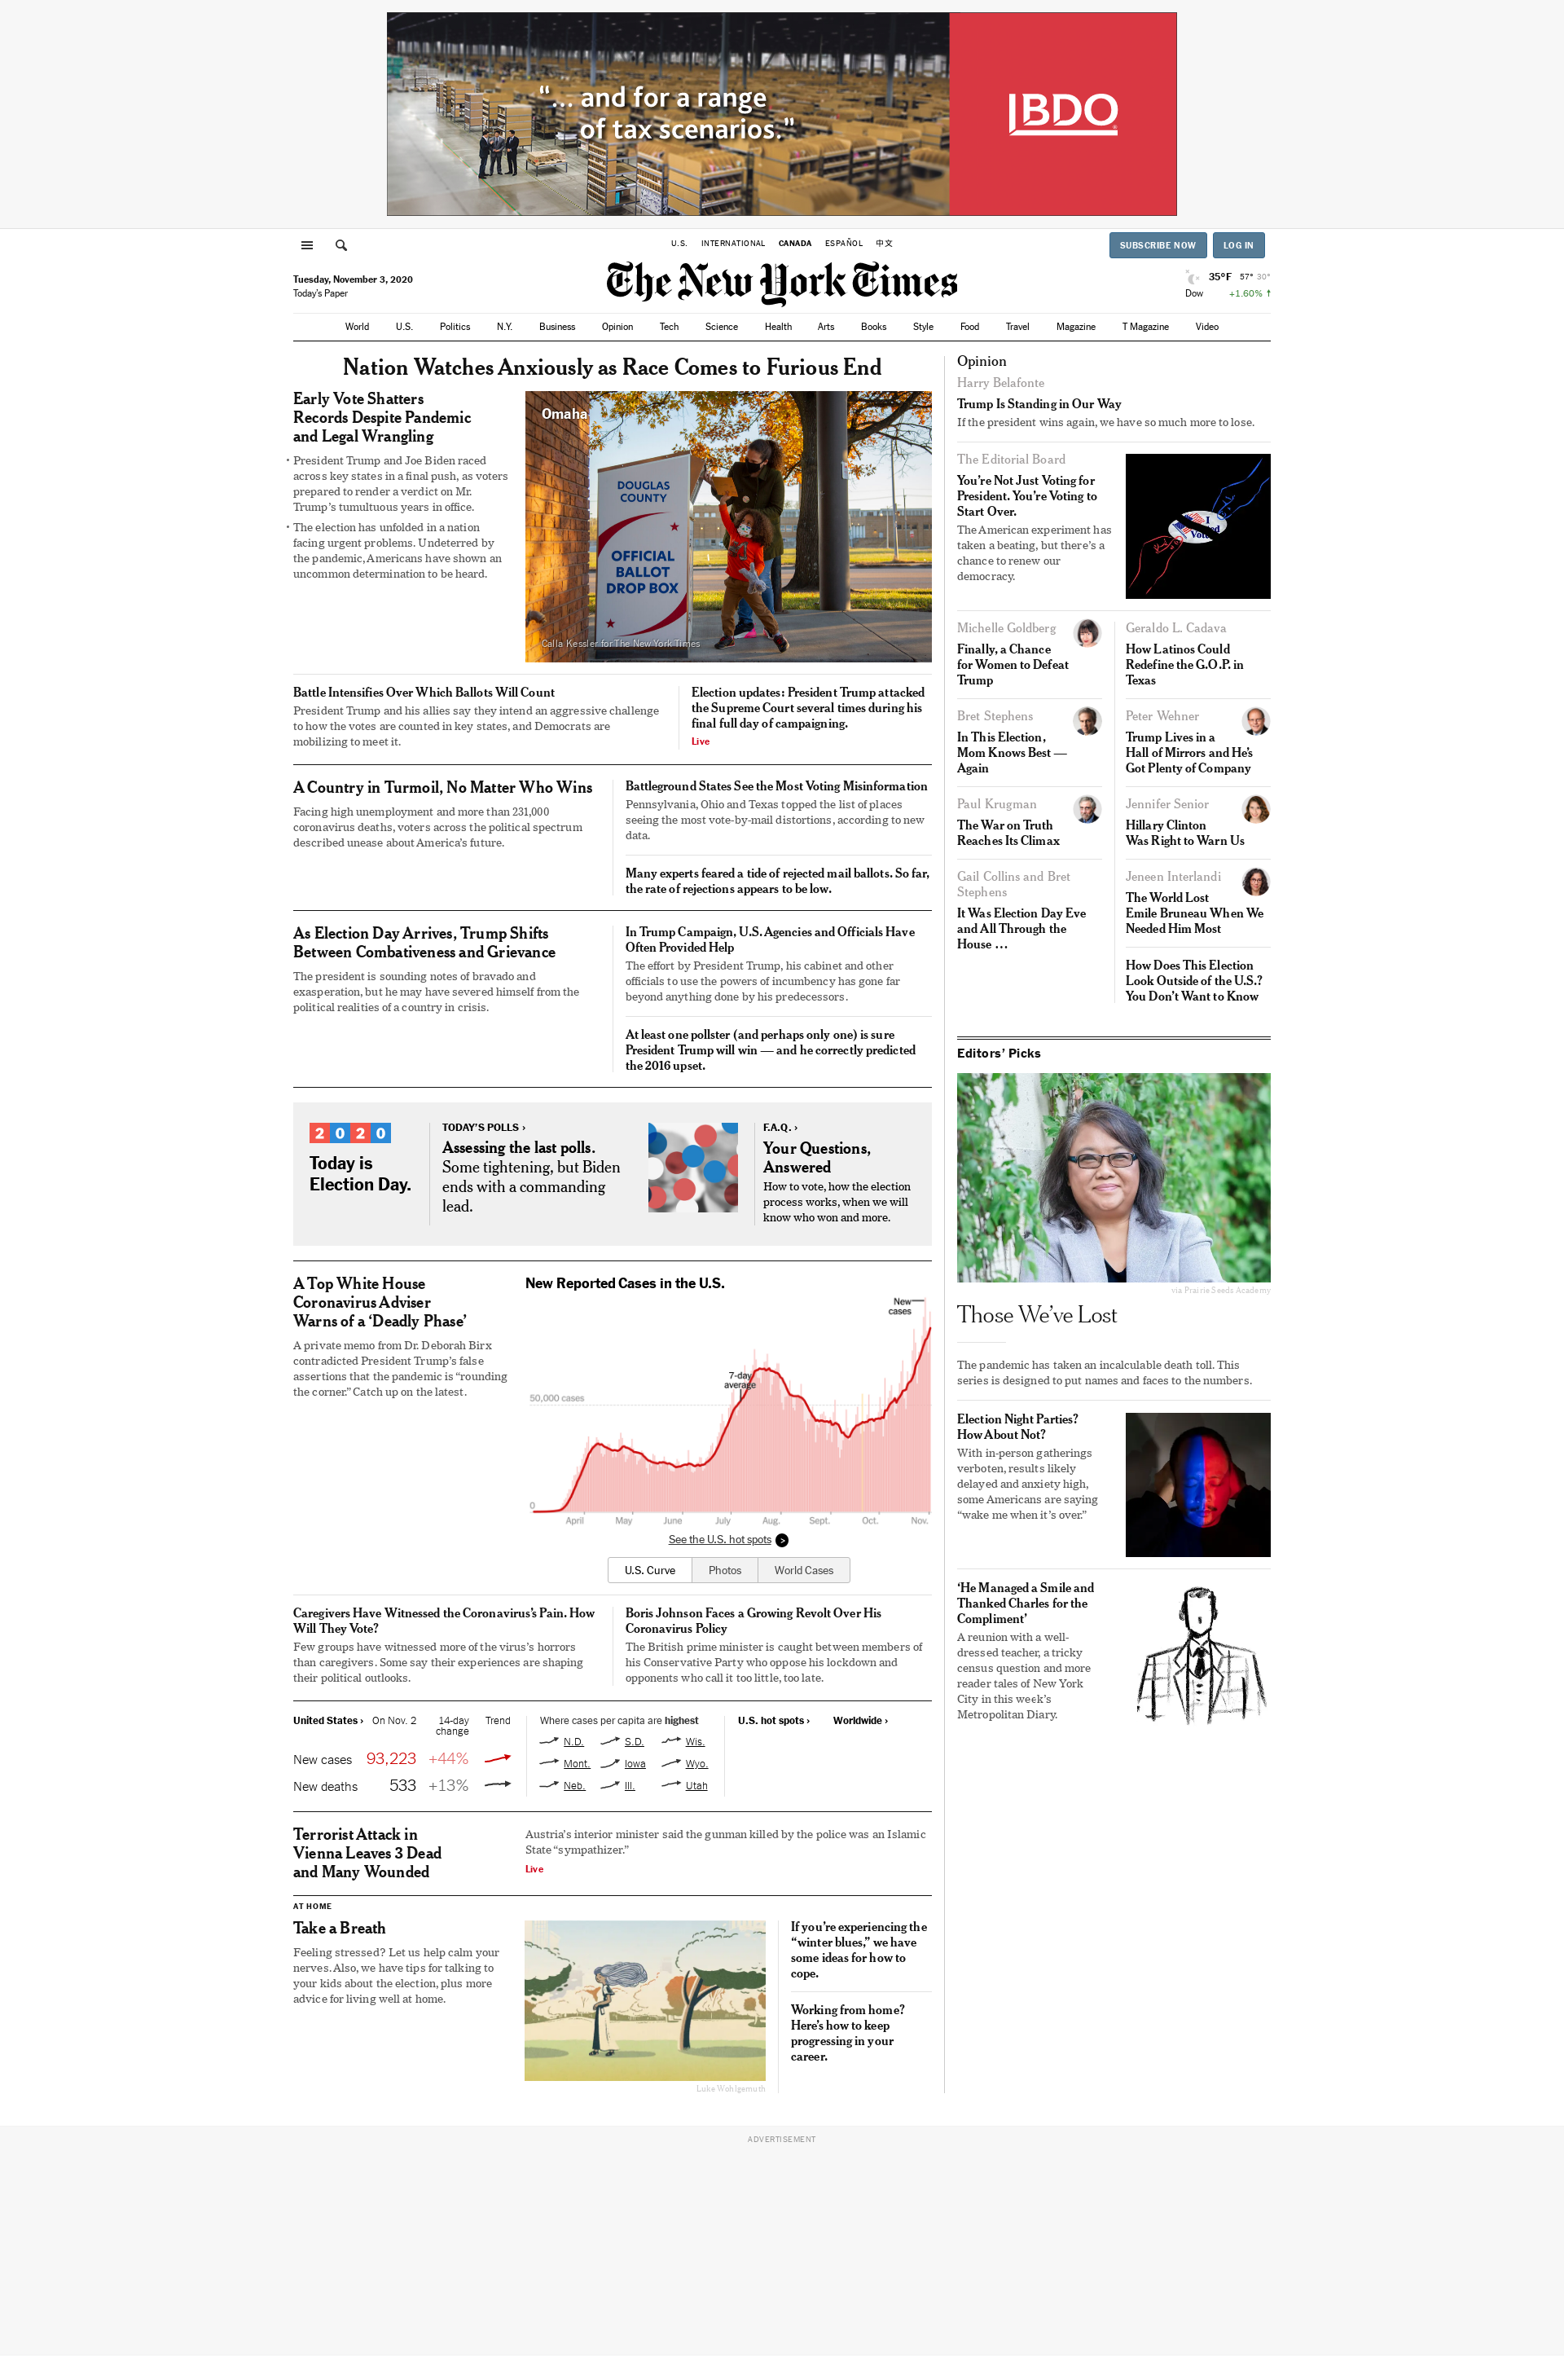 “... and for a range
of tax scenarios.”
IBDO
U.S. INTERNATIONAL CANADA ESPAÑOL 中文
SUBSCRIBE NOW LOG IN
Tuesday, November 3, 2020
Today’s Paper
The New York Times
35°F 57° 30°
Dow +1.60% ↑
World U.S. Politics N.Y. Business Opinion Tech Science Health Arts Books Style Food Travel Magazine T Magazine Video
Nation Watches Anxiously as Race Comes to Furious End
Early Vote Shatters
Records Despite Pandemic
and Legal Wrangling
• President Trump and Joe Biden raced
across key states in a final push, as voters
prepared to render a verdict on Mr.
Trump’s tumultuous years in office.
• The election has unfolded in a nation
facing urgent problems. Undeterred by
the pandemic, Americans have shown an
uncommon determination to be heard.
Omaha
DOUGLAS
COUNTY
OFFICIAL
BALLOT
DROP BOX
Calla Kessler for The New York Times
Battle Intensifies Over Which Ballots Will Count
President Trump and his allies say they intend an aggressive challenge
to how the votes are counted in key states, and Democrats are
mobilizing to meet it.
Election updates: President Trump attacked
the Supreme Court several times during his
final full day of campaigning.
Live
A Country in Turmoil, No Matter Who Wins
Facing high unemployment and more than 231,000
coronavirus deaths, voters across the political spectrum
described unease about America’s future.
Battleground States See the Most Voting Misinformation
Pennsylvania, Ohio and Texas topped the list of places
seeing the most vote-by-mail distortions, according to new
data.
Many experts feared a tide of rejected mail ballots. So far,
the rate of rejections appears to be low.
As Election Day Arrives, Trump Shifts
Between Combativeness and Grievance
The president is sounding notes of bravado and
exasperation, but he may have severed himself from the
political realities of a country in crisis.
In Trump Campaign, U.S. Agencies and Officials Have
Often Provided Help
The effort by President Trump, his cabinet and other
officials to use the powers of incumbency has gone far
beyond anything done by his predecessors.
At least one pollster (and perhaps only one) is sure
President Trump will win — and he correctly predicted
the 2016 upset.
2020
Today is
Election Day.
TODAY’S POLLS ›
Assessing the last polls.
Some tightening, but Biden
ends with a commanding
lead.
F.A.Q. ›
Your Questions,
Answered
How to vote, how the election
process works, when we will
know who won and more.
A Top White House
Coronavirus Adviser
Warns of a ‘Deadly Phase’
A private memo from Dr. Deborah Birx
contradicted President Trump’s false
assertions that the pandemic is “rounding
the corner.” Catch up on the latest.
New Reported Cases in the U.S.
New
cases
7-day
average
50,000 cases
0
April May June July Aug. Sept. Oct. Nov.
See the U.S. hot spots >
U.S. Curve Photos World Cases
Caregivers Have Witnessed the Coronavirus’s Pain. How
Will They Vote?
Few groups have witnessed more of the virus’s horrors
than caregivers. Some say their experiences are shaping
their political outlooks.
Boris Johnson Faces a Growing Revolt Over His
Coronavirus Policy
The British prime minister is caught between members of
his Conservative Party who oppose his lockdown and
opponents who call it too little, too late.
United States › On Nov. 2 14-day
change Trend
New cases 93,223 +44%
New deaths 533 +13%
Where cases per capita are highest
N.D. S.D. Wis.
Mont. Iowa Wyo.
Neb. Ill. Utah
U.S. hot spots › Worldwide ›
Terrorist Attack in
Vienna Leaves 3 Dead
and Many Wounded
Austria’s interior minister said the gunman killed by the police was an Islamic
State “sympathizer.”
Live
AT HOME
Take a Breath
Feeling stressed? Let us help calm your
nerves. Also, we have tips for talking to
your kids about the election, plus more
advice for living well at home.
Luke Wohlgemuth
If you’re experiencing the
“winter blues,” we have
some ideas for how to
cope.
Working from home?
Here’s how to keep
progressing in your
career.
Opinion
Harry Belafonte
Trump Is Standing in Our Way
If the president wins again, we have so much more to lose.
The Editorial Board
You’re Not Just Voting for
President. You’re Voting to
Start Over.
The American experiment has
taken a beating, but there’s a
chance to renew our
democracy.
I
Voted
Michelle Goldberg
Finally, a Chance
for Women to Defeat
Trump
Geraldo L. Cadava
How Latinos Could
Redefine the G.O.P. in
Texas
Bret Stephens
In This Election,
Mom Knows Best —
Again
Peter Wehner
Trump Lives in a
Hall of Mirrors and He’s
Got Plenty of Company
Paul Krugman
The War on Truth
Reaches Its Climax
Jennifer Senior
Hillary Clinton
Was Right to Warn Us
Gail Collins and Bret
Stephens
It Was Election Day Eve
and All Through the
House …
Jeneen Interlandi
The World Lost
Emile Bruneau When We
Needed Him Most
How Does This Election
Look Outside of the U.S.?
You Don’t Want to Know
Editors’ Picks
via Prairie Seeds Academy
Those We’ve Lost
The pandemic has taken an incalculable death toll. This
series is designed to put names and faces to the numbers.
Election Night Parties?
How About Not?
With in-person gatherings
verboten, results likely
delayed and anxiety high,
some Americans are saying
“wake me when it’s over.”
‘He Managed a Smile and
Thanked Charles for the
Compliment’
A reunion with a well-
dressed teacher, a tricky
census question and more
reader tales of New York
City in this week’s
Metropolitan Diary.
ADVERTISEMENT